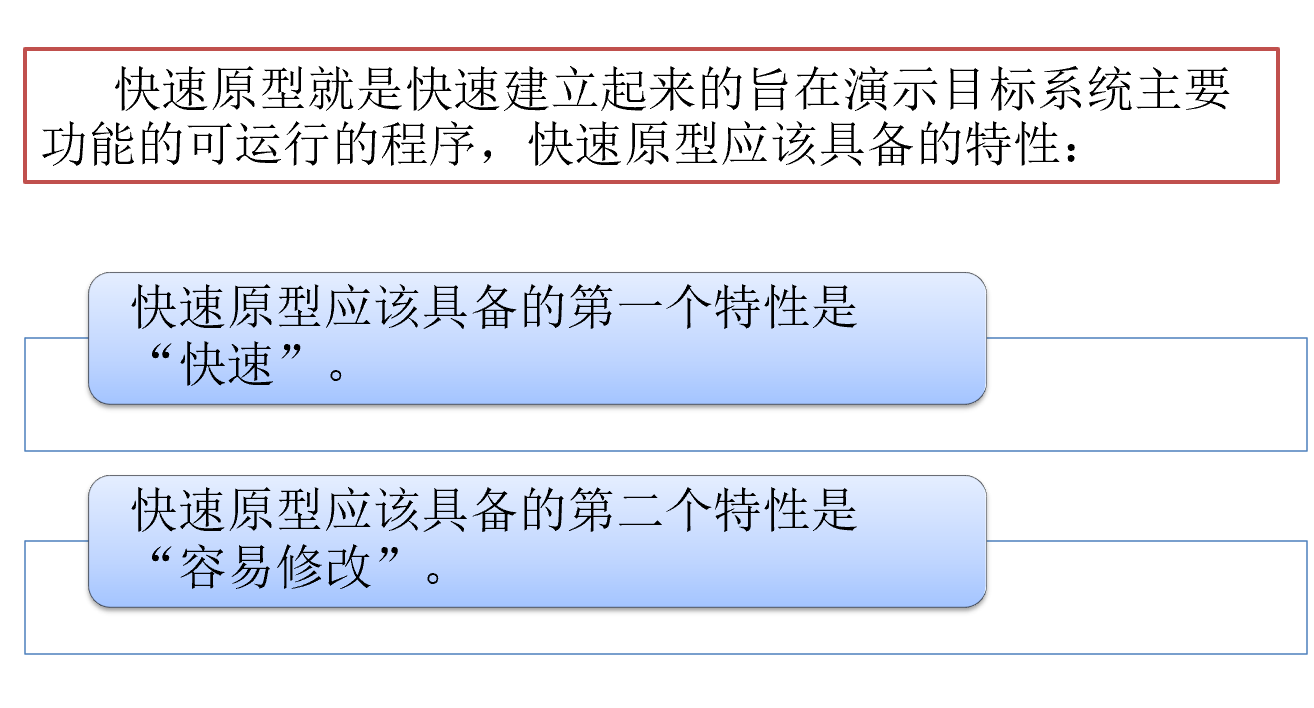 快速原型就是快速建立起来的旨在演示目标系统主要
功能的可运行的程序，快速原型应该具备的特性：
快速原型应该具备的第一个特性是
“快速”。
快速原型应该具备的第二个特性是
“容易修改”。